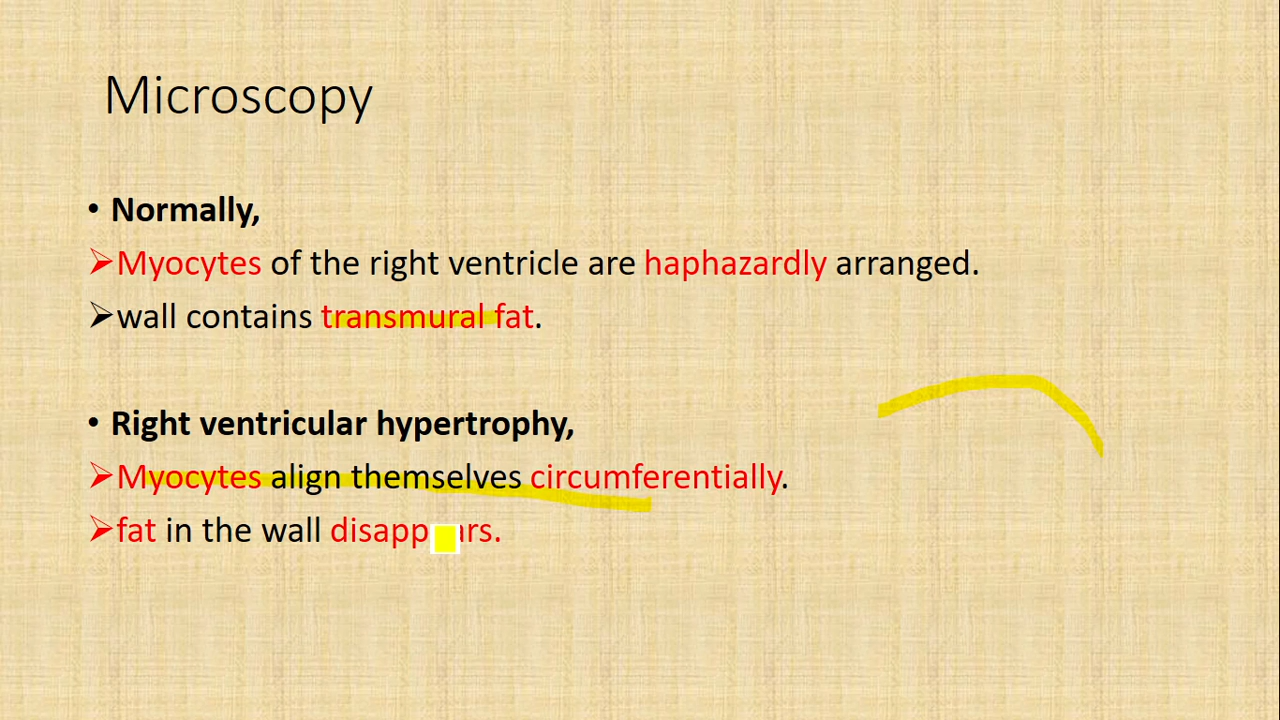 Microscopy
• Normally,
➢Myocytes of the right ventricle are haphazardly arranged.
➢wall contains transmural fat.
• Right ventricular hypertrophy,
➢Myocytes align themselves circumferentially.
➢fat in the wall disappears.